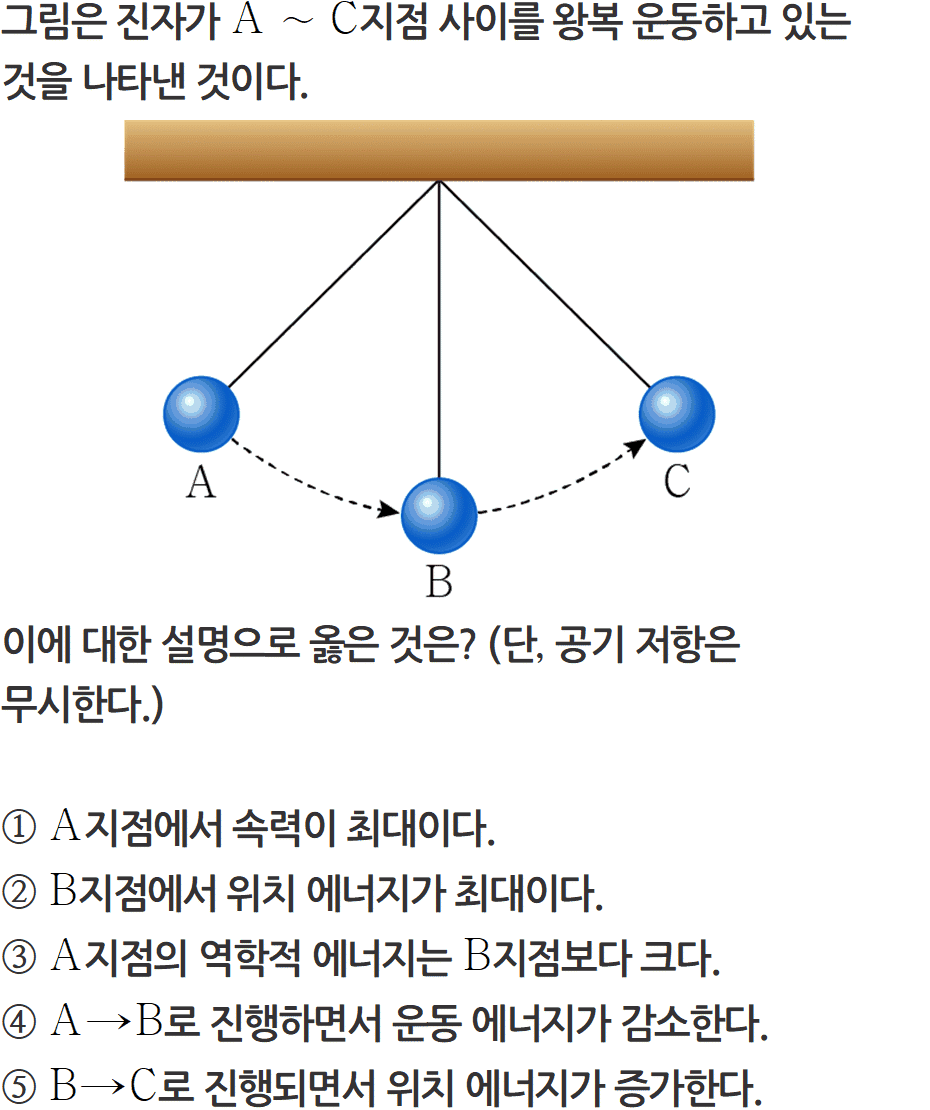 그림은 진자가 A ~ C지점 사이를 왕복 운동하고 있는
것을 나타낸 것이다.
A
C
B
이에 대한 설명으로 옳은 것은? (단, 공기 저항은
무시한다.)
① A지점에서 속력이 최대이다.
② B지점에서 위치 에너지가 최대이다.
③ A지점의 역학적 에너지는 B지점보다 크다.
④ A→B로 진행하면서 운동 에너지가 감소한다.
⑤ B→C로 진행되면서 위치 에너지가 증가한다.